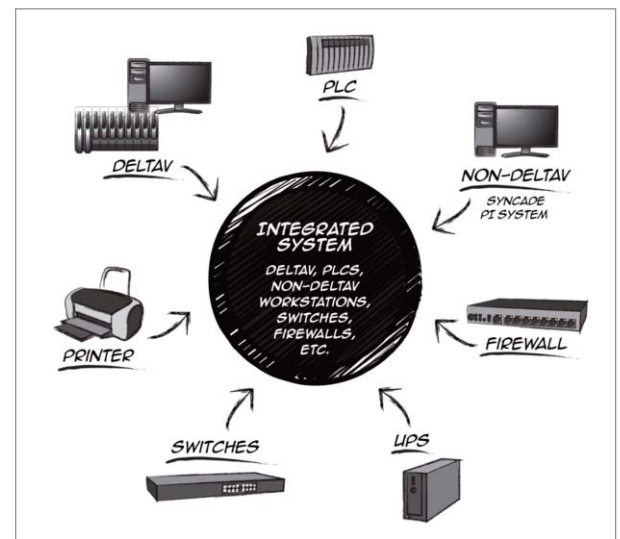 PLC
DELTAV
NON-DELTAV
SYNCADE
PI SYSTEM
INTEGRATED
SYSTEM
DELTAV, PLCS,
NON-DELTAV
WORKSTATIONS,
SWITCHES,
FIREWALLS,
ETC.
PRINTER
FIREWALL
SWITCHES
UPS